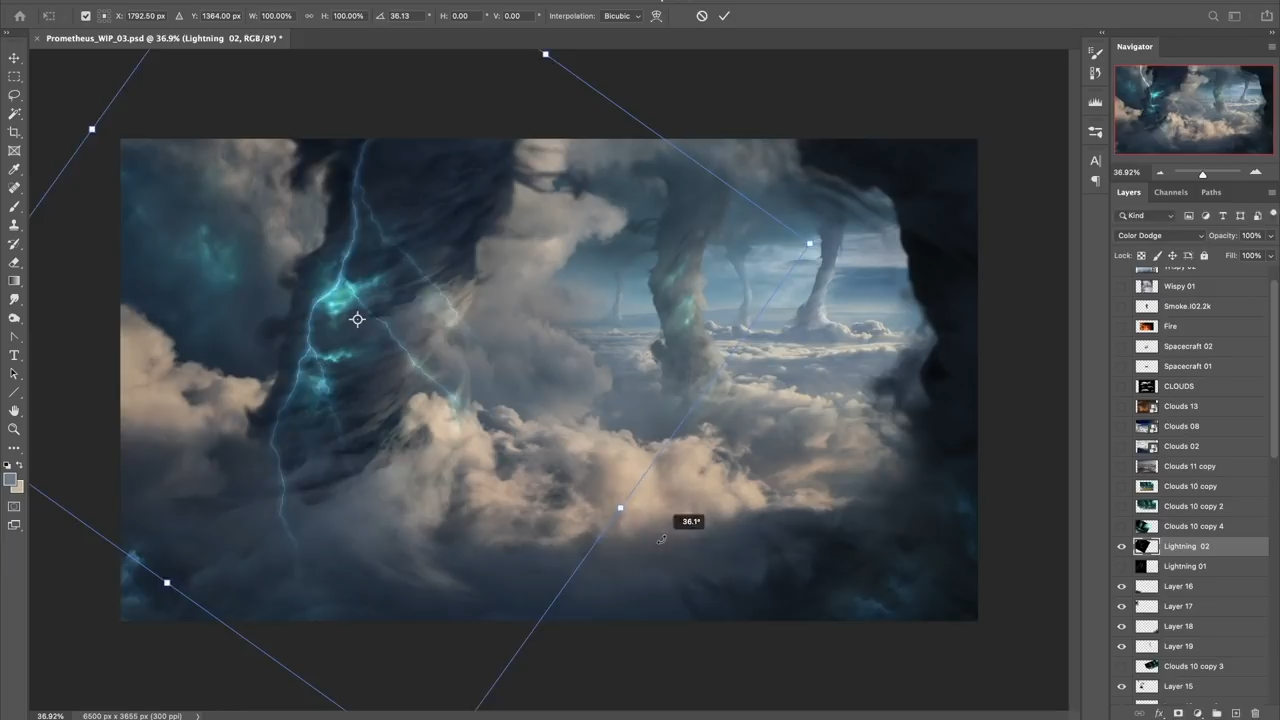 X: 1792.50 px Y: 1364.00 px W: 100.00% H: 100.00% 36.13 ° H: 0.00 ° V: 0.00 ° Interpolation: Bicubic
× Prometheus_WIP_03.psd @ 36.9% (Lightning 02, RGB/8*) *
Navigator
36.92%
Layers Channels Paths
Kind
Color Dodge Opacity: 100%
Lock: Fill: 100%
Wispy 02
Wispy 01
Smoke.l02.2k
Fire
Spacecraft 02
Spacecraft 01
CLOUDS
Clouds 13
Clouds 08
Clouds 02
Clouds 11 copy
Clouds 10 copy
Clouds 10 copy 2
Clouds 10 copy 4
Lightning 02
Lightning 01
Layer 16
Layer 17
Layer 18
Layer 19
Clouds 10 copy 3
Layer 15
36.1°
36.92% 6500 px x 3655 px (300 ppi)